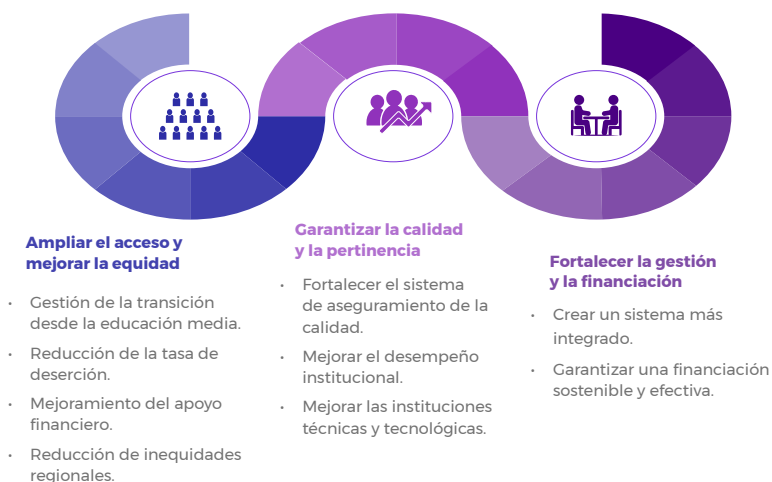 Ampliar el acceso y
mejorar la equidad
• Gestión de la transición
desde la educación media.
• Reducción de la tasa de
deserción.
• Mejoramiento del apoyo
financiero.
• Reducción de inequidades
regionales.
Garantizar la calidad
y la pertinencia
• Fortalecer el sistema
de aseguramiento de la
calidad.
• Mejorar el desempeño
institucional.
• Mejorar las instituciones
técnicas y tecnológicas.
Fortalecer la gestión
y la financiación
• Crear un sistema más
integrado.
• Garantizar una financiación
sostenible y efectiva.